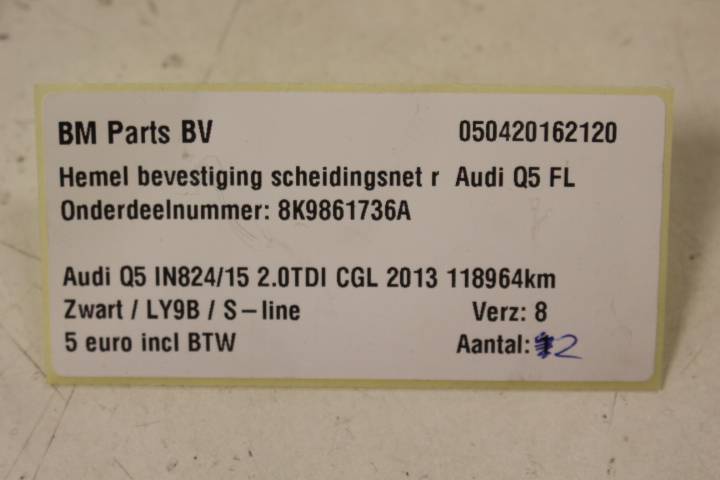 BM Parts BV 050420162120
Hemel bevestiging scheidingsnet r Audi Q5 FL
Onderdeelnummer: 8K9861736A
Audi Q5 IN824/15 2.0TDI CGL 2013 118964km
Zwart / LY9B / S-line Verz: 8
5 euro incl BTW Aantal: 2